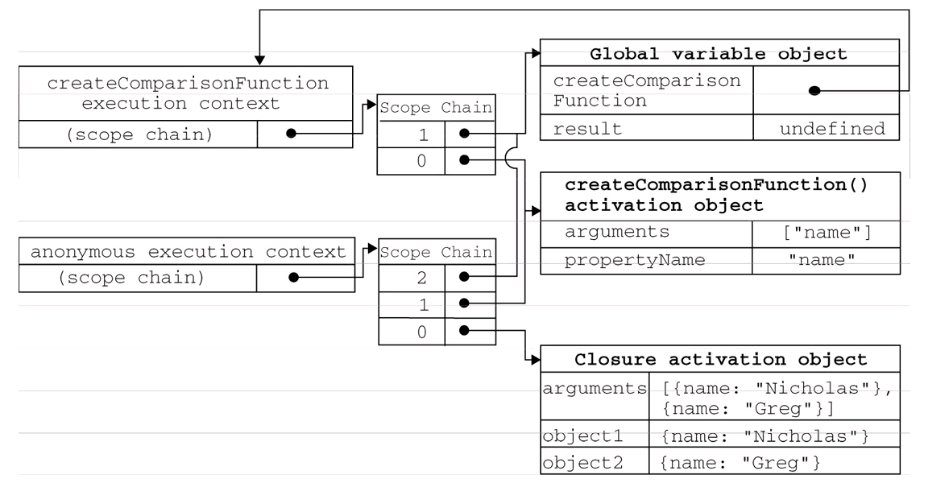 createComparisonFunction
execution context
(scope chain)
Scope Chain
1
0
Global variable object
createComparison
Function
result undefined
createComparisonFunction()
activation object
arguments ["name"]
propertyName "name"
anonymous execution context
(scope chain)
Scope Chain
2
1
0
Closure activation object
arguments [{name: "Nicholas"},
{name: "Greg"}]
object1 {name: "Nicholas"}
object2 {name: "Greg"}